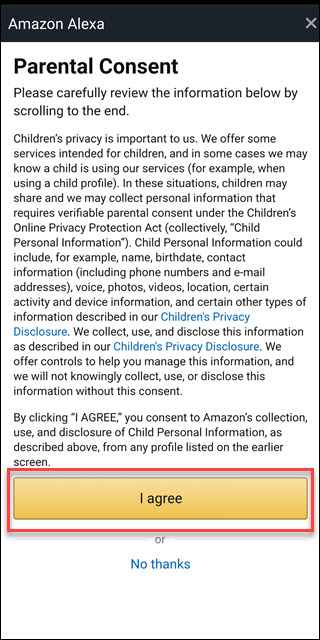 Amazon Alexa ×
Parental Consent
Please carefully review the information below by
scrolling to the end.
Children's privacy is important to us. We offer some
services intended for children, and in some cases we may
know a child is using our services (for example, when
using a child profile). In these situations, children may
share and we may collect personal information that
requires verifiable parental consent under the Children's
Online Privacy Protection Act (collectively, “Child
Personal Information”). Child Personal Information could
include, for example, name, birthdate, contact
information (including phone numbers and e-mail
addresses), voice, photos, videos, location, certain
activity and device information, and certain other types of
information described in our Children's Privacy
Disclosure. We collect, use, and disclose this information
as described in our Children's Privacy Disclosure. We
offer controls to help you manage this information, and
we will not knowingly collect, use, or disclose this
information without this consent.
By clicking “I AGREE,” you consent to Amazon's collection,
use, and disclosure of Child Personal Information, as
described above, from any profile listed on the earlier
screen.
I agree
or
No thanks